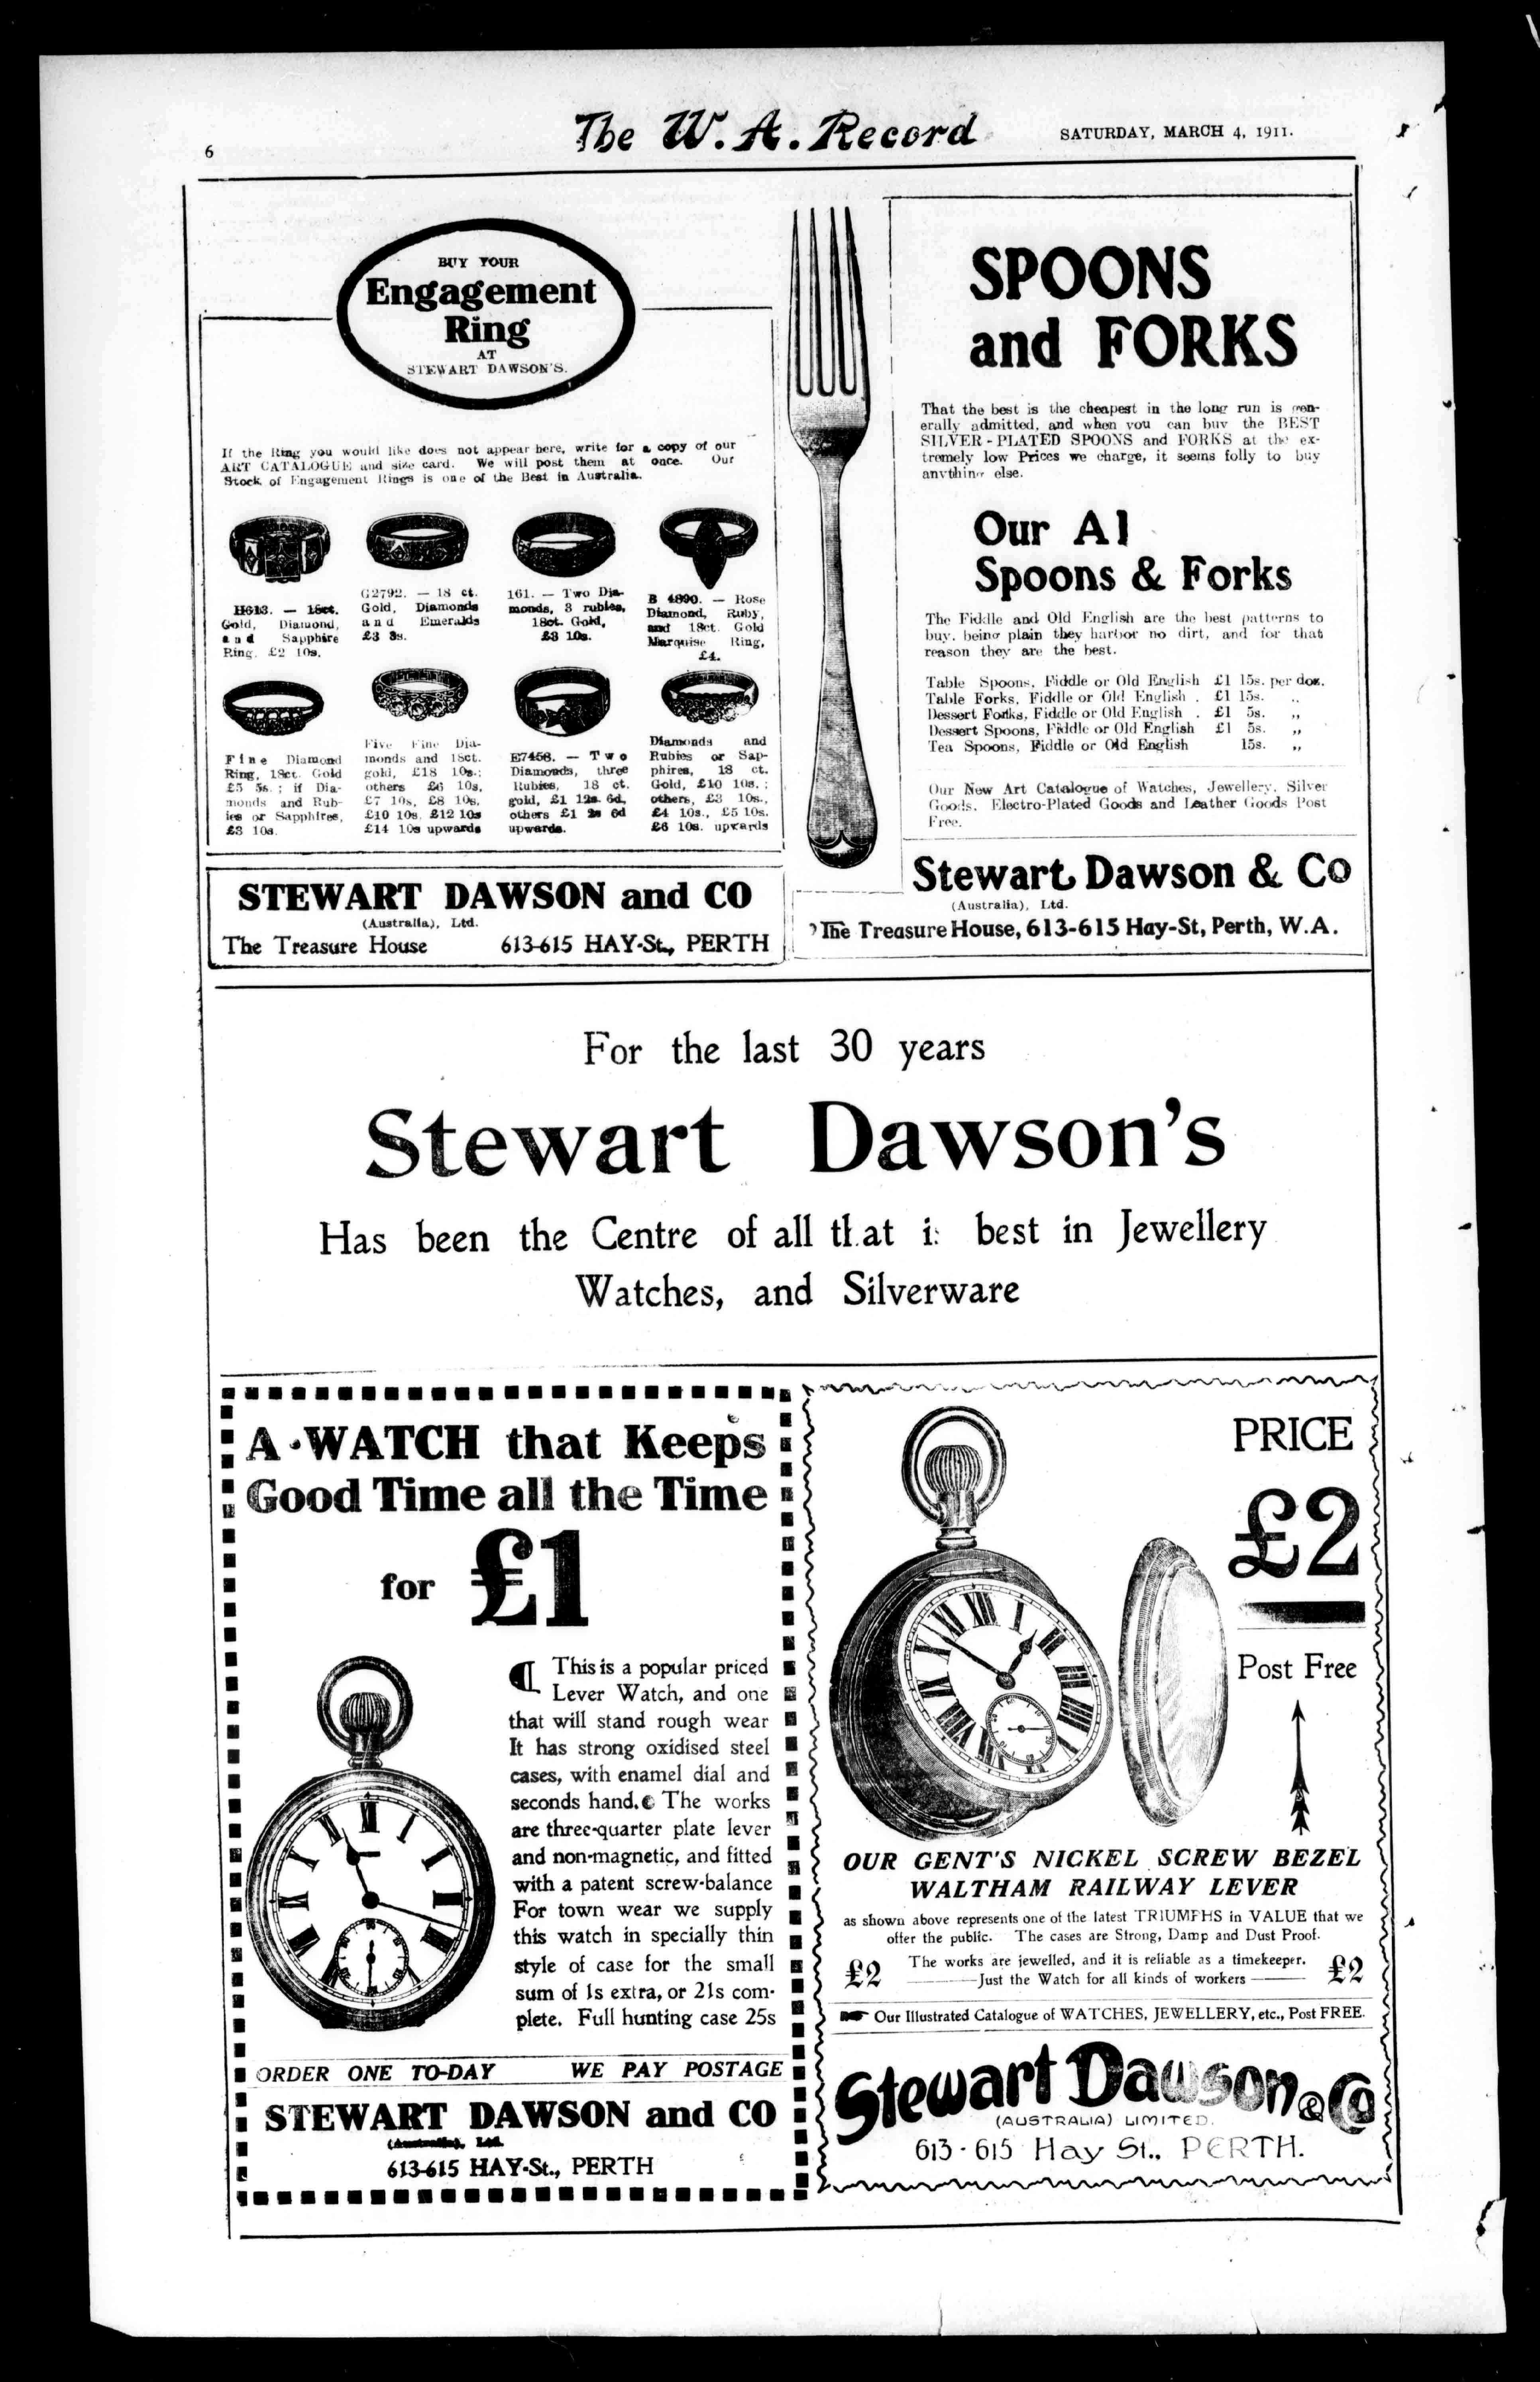 6
The W. A. Record
SATURDAY, MARCH 4, 1911.
BUY YOUR
Engagement
Ring
AT
STEWART DAWSON'S.
If the Ring you would like does not appear here, write for a copy of our
ART CATALOGUE and size card. We will post them at once. Our
Stock of Engagement Rings is one of the Best in Australia.
H613. — 18ct.
Gold, Diamond,
and Sapphire
Ring, £2 10s.
G2792. — 18 ct.
Gold, Diamonds
and Emeralds
£3 3s.
161. — Two Dia-
monds, 3 rubies,
18ct. Gold,
£3 10s.
B 4890. — Rose
Diamond, Ruby,
and 18ct. Gold
Marquise Ring,
£4.
Fine Diamond
Ring, 18ct. Gold
£5 5s.; if Dia-
monds and Rub-
ies or Sapphires,
£3 10s.
Five Fine Dia-
monds and 18ct.
gold, £18 10s.;
others £6 10s,
£7 10s, £8 10s,
£10 10s, £12 10s
£14 10s upwards
E7458. — Two
Diamonds, three
Rubies, 18 ct.
gold, £1 12s. 6d,
others £1 2s 6d
upwards.
Diamonds and
Rubies or Sap-
phires, 18 ct.
Gold, £10 10s.;
others, £3 10s.,
£4 10s., £5 10s.
£6 10s. upwards
STEWART DAWSON and CO
(Australia), Ltd.
The Treasure House 613-615 HAY-St., PERTH
SPOONS
and FORKS
That the best is the cheapest in the long run is gen-
erally admitted, and when you can buy the BEST
SILVER-PLATED SPOONS and FORKS at the ex-
tremely low Prices we charge, it seems folly to buy
anything else.
Our A1
Spoons & Forks
The Fiddle and Old English are the best patterns to
buy, being plain they harbor no dirt, and for that
reason they are the best.
Table Spoons, Fiddle or Old English £1 15s. per doz.
Table Forks, Fiddle or Old English . £1 15s. ,,
Dessert Forks, Fiddle or Old English . £1 5s. ,,
Dessert Spoons, Fiddle or Old English £1 5s. ,,
Tea Spoons, Fiddle or Old English 15s. ,,
Our New Art Catalogue of Watches, Jewellery, Silver
Goods, Electro-Plated Goods and Leather Goods Post
Free.
Stewart Dawson & Co
(Australia), Ltd.
The Treasure House, 613-615 Hay-St, Perth, W.A.
For the last 30 years
Stewart Dawson's
Has been the Centre of all that is best in Jewellery
Watches, and Silverware
A WATCH that Keeps
Good Time all the Time
for £1
¶ This is a popular priced
Lever Watch, and one
that will stand rough wear
It has strong oxidised steel
cases, with enamel dial and
seconds hand. The works
are three-quarter plate lever
and non-magnetic, and fitted
with a patent screw-balance
For town wear we supply
this watch in specially thin
style of case for the small
sum of 1s extra, or 21s com-
plete. Full hunting case 25s
ORDER ONE TO-DAY WE PAY POSTAGE
STEWART DAWSON and CO
(Australia), Ltd.
613-615 HAY-St., PERTH
PRICE
£2
Post Free
OUR GENT'S NICKEL SCREW BEZEL
WALTHAM RAILWAY LEVER
as shown above represents one of the latest TRIUMPHS in VALUE that we
offer the public. The cases are Strong, Damp and Dust Proof.
£2 The works are jewelled, and it is reliable as a timekeeper. £2
Just the Watch for all kinds of workers
Our Illustrated Catalogue of WATCHES, JEWELLERY, etc., Post FREE.
Stewart Dawson & Co
(AUSTRALIA) LIMITED.
613-615 Hay St., PERTH.